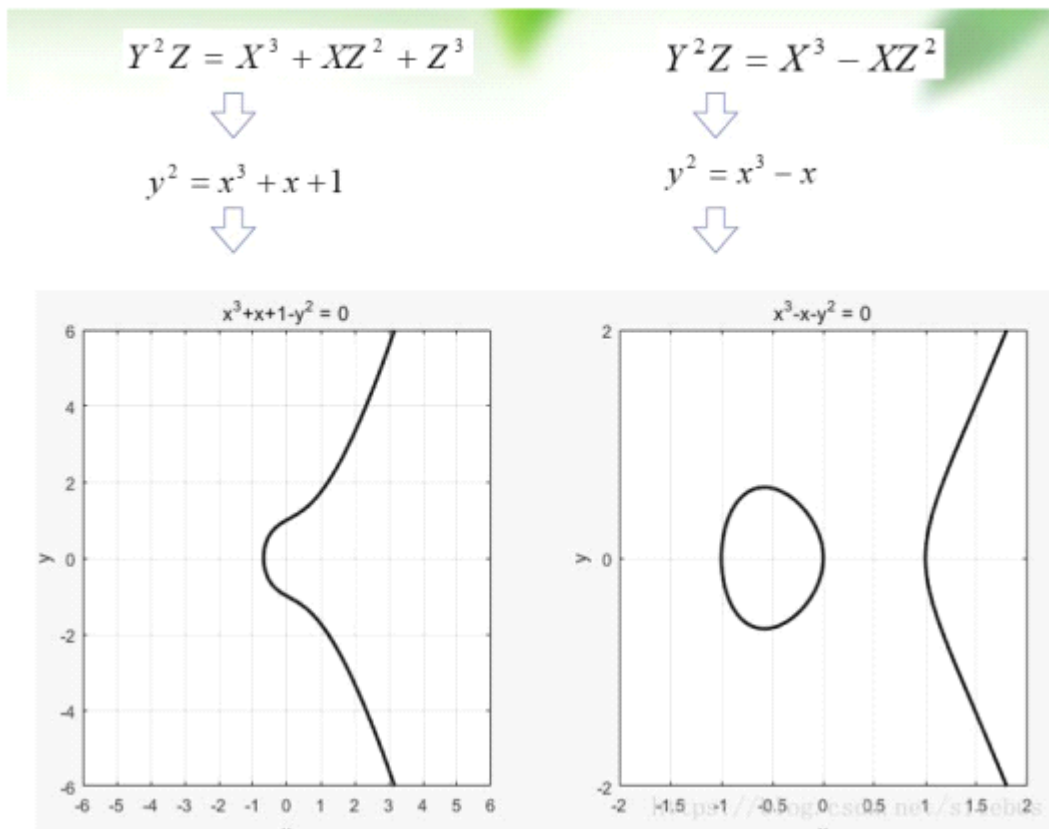 Y²Z = X³ + XZ² + Z³
Y²Z = X³ − XZ²
y² = x³ + x + 1
y² = x³ − x
x³+x+1-y² = 0
6
4
2
0
-2
-4
-6
y
-6 -5 -4 -3 -2 -1 0 1 2 3 4 5 6
x³-x-y² = 0
2
0
-2
y
-2 -1.5 -1 -0.5 0 0.5 1 1.5 2